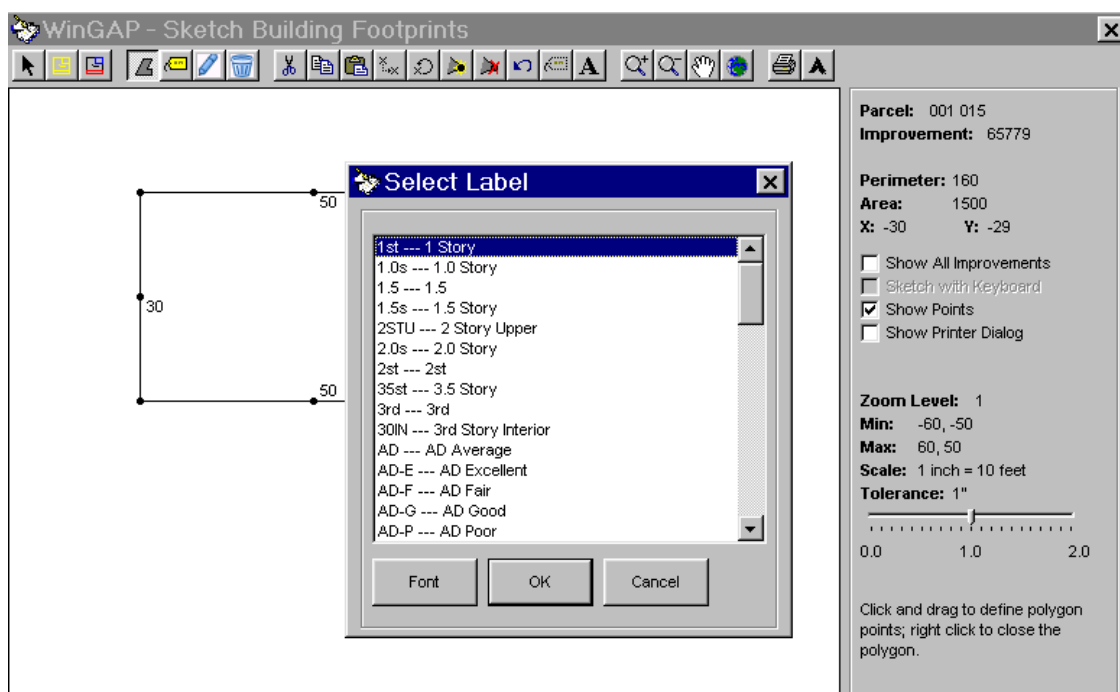 WinGAP - Sketch Building Footprints
A
A
50
30
50
Select Label
1st --- 1 Story
1.0s --- 1.0 Story
1.5 --- 1.5
1.5s --- 1.5 Story
2STU --- 2 Story Upper
2.0s --- 2.0 Story
2st --- 2st
35st --- 3.5 Story
3rd --- 3rd
30IN --- 3rd Story Interior
AD --- AD Average
AD-E --- AD Excellent
AD-F --- AD Fair
AD-G --- AD Good
AD-P --- AD Poor
Font OK Cancel
Parcel: 001 015
Improvement: 65779
Perimeter: 160
Area: 1500
X: -30 Y: -29
Show All Improvements
Sketch with Keyboard
Show Points
Show Printer Dialog
Zoom Level: 1
Min: -60, -50
Max: 60, 50
Scale: 1 inch = 10 feet
Tolerance: 1"
0.0 1.0 2.0
Click and drag to define polygon
points; right click to close the
polygon.